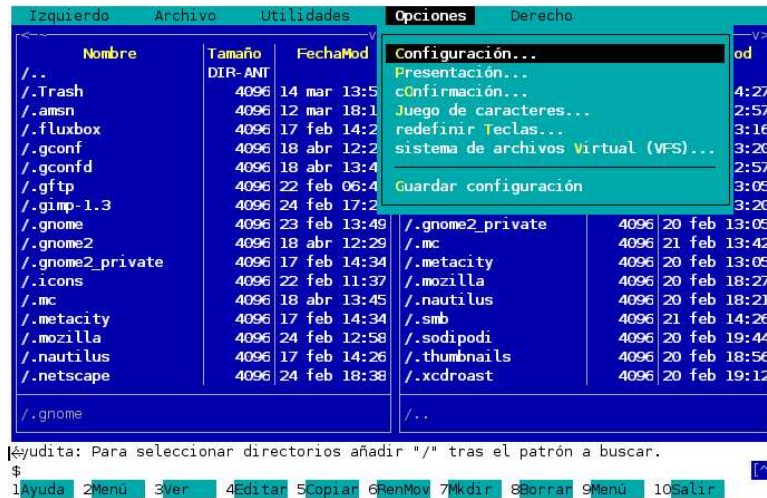 Izquierdo Archivo Utilidades Opciones Derecho
Nombre Tamaño FechaMod
/.. DIR-ANT
/.Trash 4096 14 mar 13:5
/.amsn 4096 12 mar 18:1
/.fluxbox 4096 17 feb 14:2
/.gconf 4096 18 abr 12:2
/.gconfd 4096 18 abr 13:4
/.gftp 4096 22 feb 06:4
/.gimp-1.3 4096 24 feb 17:2
/.gnome 4096 23 feb 13:49
/.gnome2 4096 18 abr 12:29
/.gnome2_private 4096 17 feb 14:34
/.icons 4096 22 feb 11:37
/.mc 4096 18 abr 13:45
/.metacity 4096 17 feb 14:34
/.mozilla 4096 24 feb 12:58
/.nautilus 4096 17 feb 14:26
/.netscape 4096 24 feb 18:38
/.gnome
Configuración...
Presentación...
cOnfirmación...
Juego de caracteres...
redefinir Teclas...
sistema de archivos Virtual (VFS)...
Guardar configuración
od
4:27
2:57
3:16
3:20
2:57
3:05
3:20
/.gnome2_private 4096 20 feb 13:05
/.mc 4096 21 feb 13:42
/.metacity 4096 20 feb 13:05
/.mozilla 4096 20 feb 18:27
/.nautilus 4096 20 feb 18:21
/.smb 4096 21 feb 14:26
/.sodipodi 4096 20 feb 19:44
/.thumbnails 4096 20 feb 18:56
/.xcdroast 4096 20 feb 19:12
/..
Ayudita: Para seleccionar directorios añadir "/" tras el patrón a buscar.
$ [^
1Ayuda 2Menú 3Ver 4Editar 5Copiar 6RenMov 7Mkdir 8Borrar 9Menú 10Salir